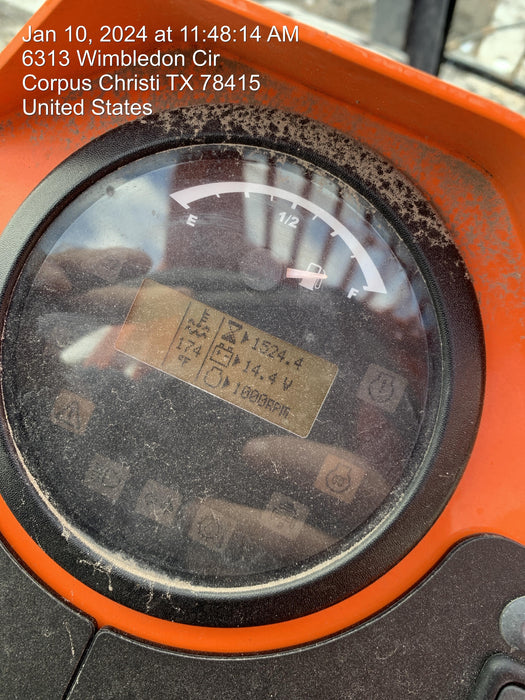 Jan 10, 2024 at 11:48:14 AM
6313 Wimbledon Cir
Corpus Christi TX 78415
United States
E
1/2
F
1524.4
174
°F
14.4 V
1000RPM